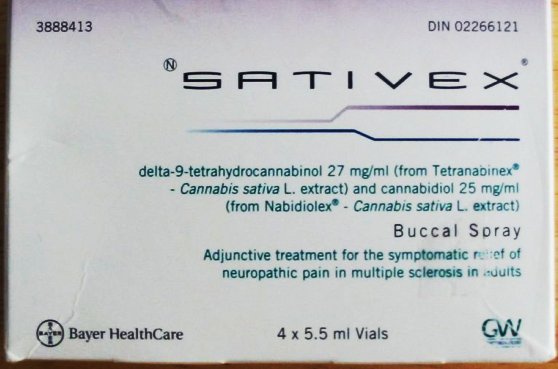 3888413
DIN 02266121
Ⓝ SATIVEX®
delta-9-tetrahydrocannabinol 27 mg/ml (from Tetranabinex®
- Cannabis sativa L. extract) and cannabidiol 25 mg/ml
(from Nabidiolex® - Cannabis sativa L. extract)
Buccal Spray
Adjunctive treatment for the symptomatic relief of
neuropathic pain in multiple sclerosis in adults
BAYER
Bayer HealthCare
4 x 5.5 ml Vials
GW